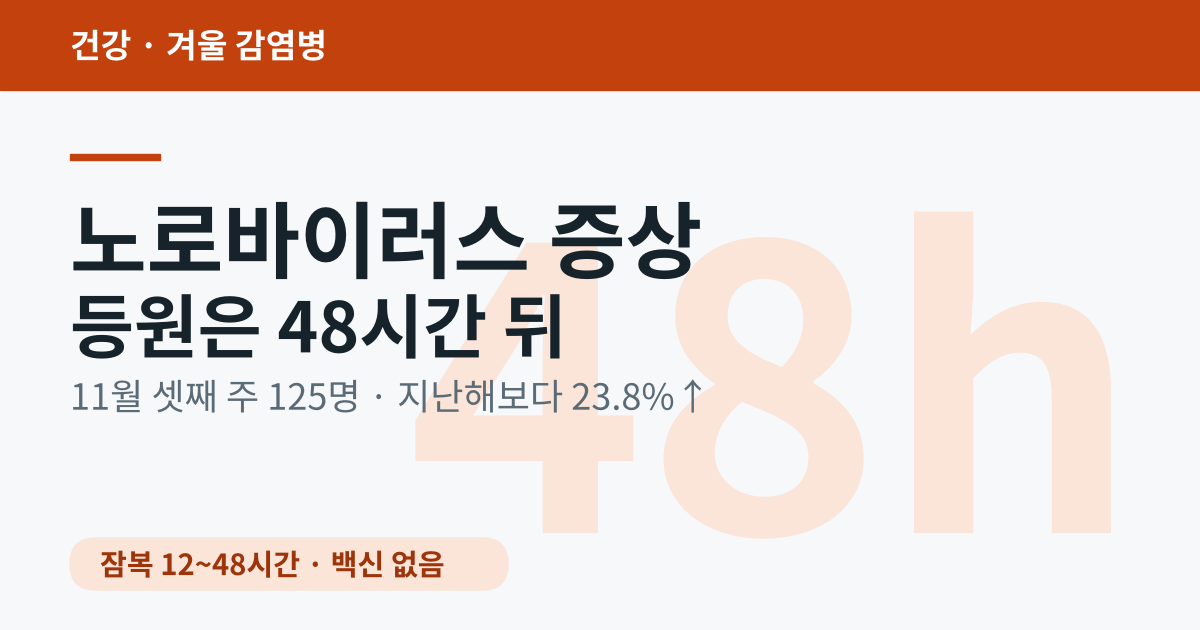 건강 · 겨울 감염병
노로바이러스 증상
등원은 48시간 뒤
11월 셋째 주 125명 · 지난해보다 23.8%↑
48h
잠복 12~48시간 · 백신 없음